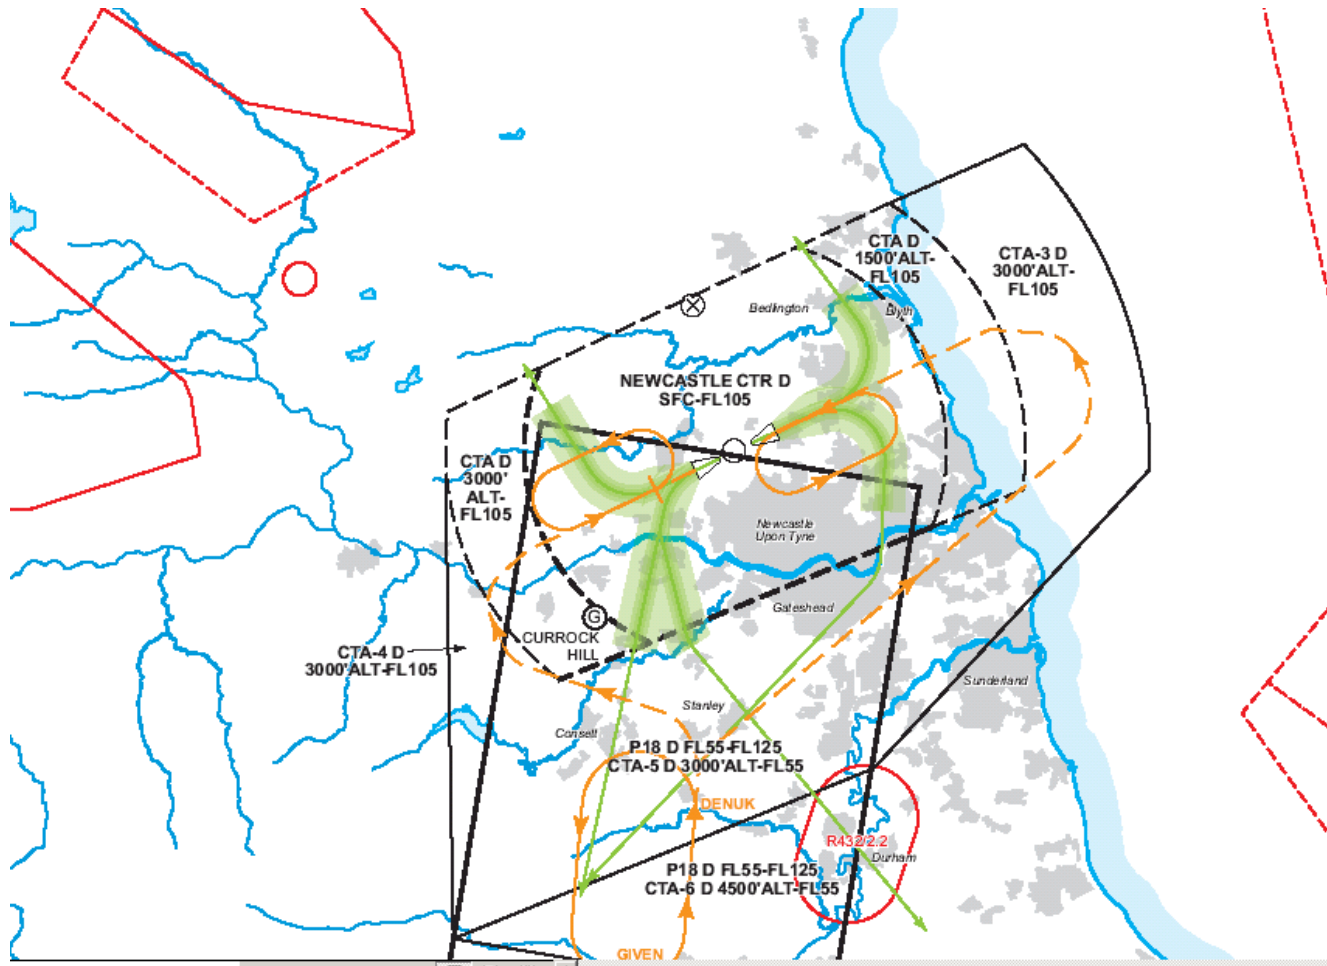 CTA D
1500'ALT-
FL105
CTA-3 D
3000'ALT-
FL105
Bedlington
Blyth
NEWCASTLE CTR D
SFC-FL105
CTA D
3000'
ALT-
FL105
Newcastle
Upon Tyne
Gateshead
G
CURROCK
HILL
CTA-4 D
3000'ALT-FL105
Sunderland
Stanley
Consett
P18 D FL55-FL125
CTA-5 D 3000'ALT-FL55
DENUK
R432/2.2
Durham
P18 D FL55-FL125
CTA-6 D 4500'ALT-FL55
GIVEN